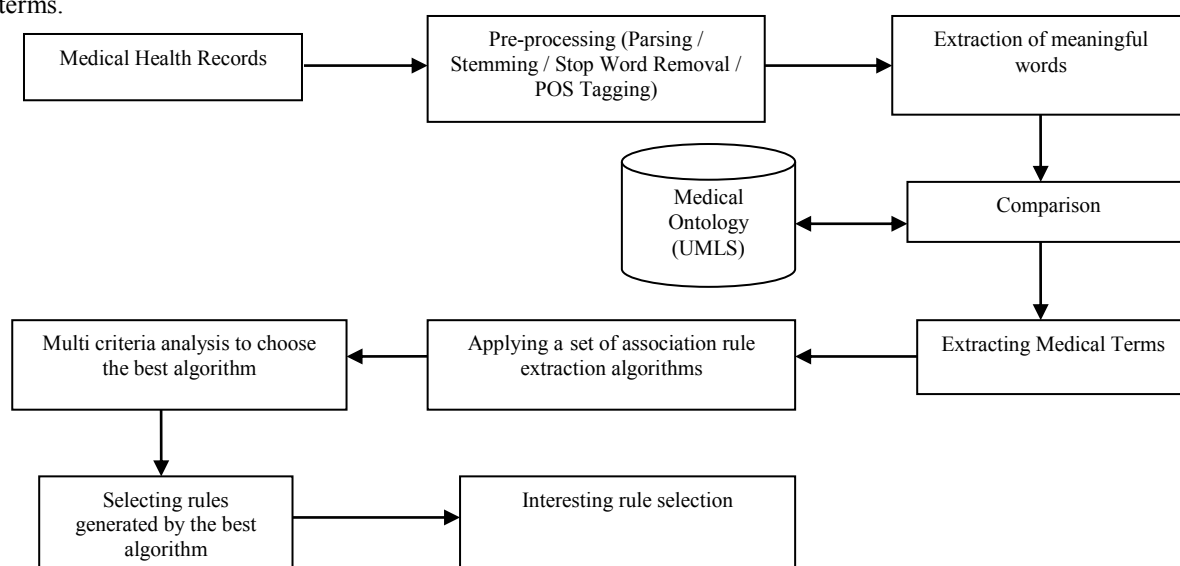 terms.
Medical Health Records
Pre-processing (Parsing /
Stemming / Stop Word Removal /
POS Tagging)
Extraction of meaningful
words
Medical
Ontology
(UMLS)
Comparison
Multi criteria analysis to choose
the best algorithm
Applying a set of association rule
extraction algorithms
Extracting Medical Terms
Selecting rules
generated by the best
algorithm
Interesting rule selection